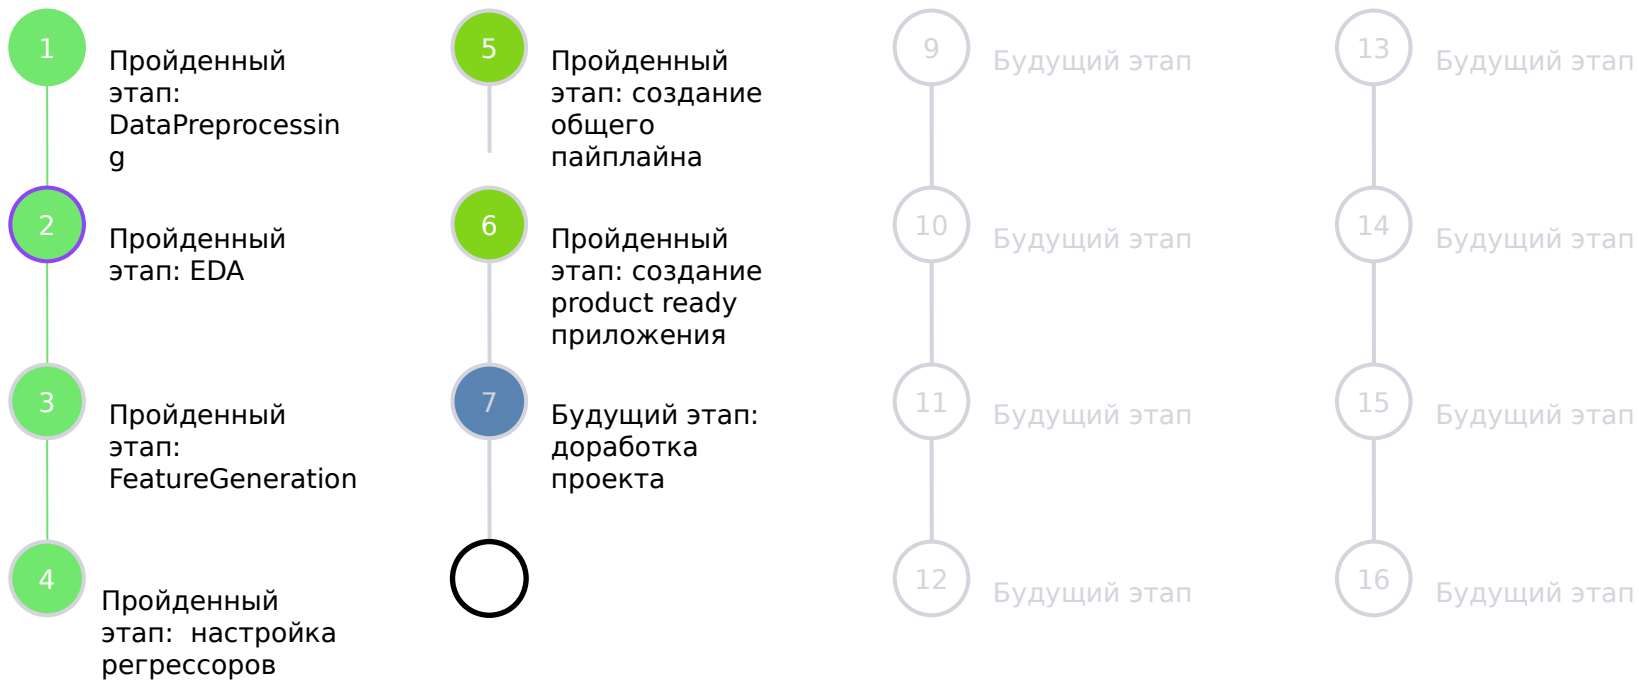 1
Пройденный
этап:
DataPreprocessin
g
2
Пройденный
этап: EDA
3
Пройденный
этап:
FeatureGeneration
4
Пройденный
этап:  настройка
регрессоров
5
Пройденный
этап: создание
общего
пайплайна
6
Пройденный
этап: создание
product ready
приложения
7
Будущий этап:
доработка
проекта
9
Будущий этап
10
Будущий этап
11
Будущий этап
12
Будущий этап
13
Будущий этап
14
Будущий этап
15
Будущий этап
16
Будущий этап